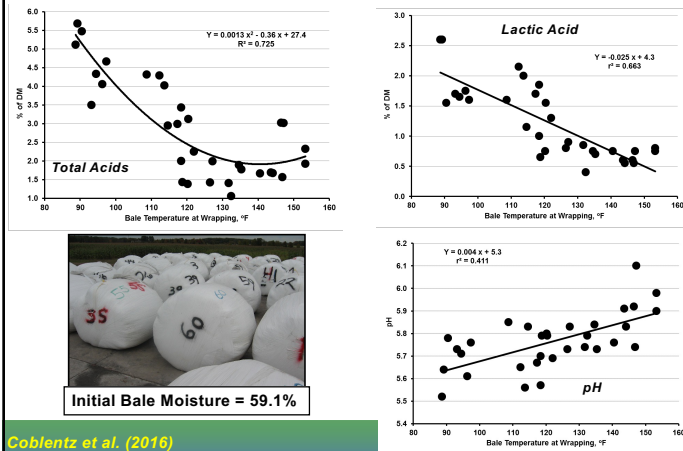 6.0
5.5
5.0
4.5
4.0
3.5
3.0
2.5
2.0
1.5
1.0
% of DM
Y = 0.0013 x² - 0.36 x + 27.4
R² = 0.725
Total Acids
80 90 100 110 120 130 140 150 160
Bale Temperature at Wrapping, ºF
3.0
2.5
2.0
1.5
1.0
0.5
0.0
% of DM
Lactic Acid
Y = -0.025 x + 4.3
r² = 0.663
80 90 100 110 120 130 140 150 160
Bale Temperature at Wrapping, ºF
35
60
Initial Bale Moisture = 59.1%
6.2
6.1
6.0
5.9
5.8
5.7
5.6
5.5
5.4
pH
Y = 0.004 x + 5.3
r² = 0.411
pH
80 90 100 110 120 130 140 150 160
Bale Temperature at Wrapping, ºF
Coblentz et al. (2016)